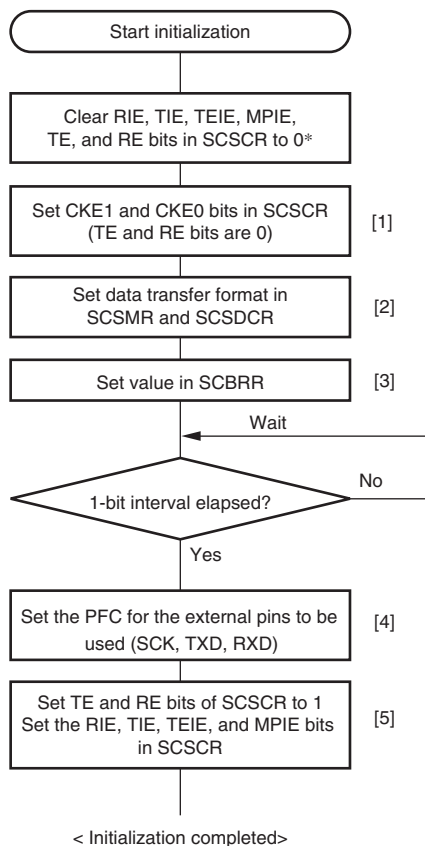 Start initialization
Clear RIE, TIE, TEIE, MPIE,
TE, and RE bits in SCSCR to 0*
Set CKE1 and CKE0 bits in SCSCR
(TE and RE bits are 0)
[1]
Set data transfer format in
SCSMR and SCSDCR
[2]
Set value in SCBRR
[3]
Wait
1-bit interval elapsed?
No
Yes
Set the PFC for the external pins to be
used (SCK, TXD, RXD)
[4]
Set TE and RE bits of SCSCR to 1
Set the RIE, TIE, TEIE, and MPIE bits
in SCSCR
[5]
< Initialization completed>